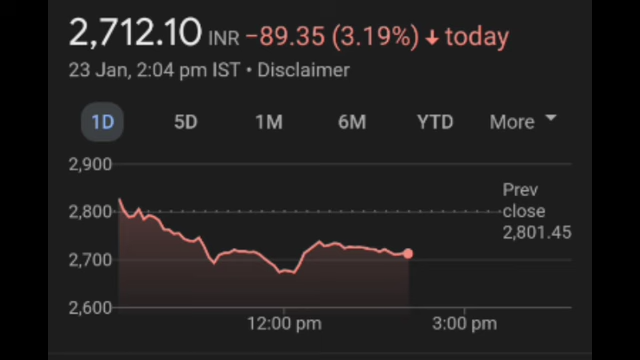 2,712.10 INR −89.35 (3.19%) ↓ today
23 Jan, 2:04 pm IST • Disclaimer
1D 5D 1M 6M YTD More
2,900
2,800
2,700
2,600
Prev
close
2,801.45
12:00 pm 3:00 pm